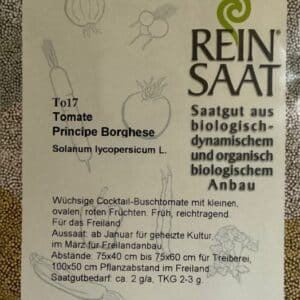 REIN
SAAT®
Saatgut aus
biologisch-
dynamischem
und organisch
biologischem
Anbau
To17
Tomate
Principe Borghese
Solanum lycopersicum L.
Wüchsige Cocktail-Buschtomate mit kleinen,
ovalen, roten Früchten. Früh, reichtragend.
Für das Freiland.
Aussaat: ab Januar für geheizte Kultur,
im März für Freilandanbau.
Abstände: 75x40 cm bis 75x60 cm für Treiberei,
100x50 cm Pflanzabstand im Freiland.
Saatgutbedarf: ca. 2 g/a, TKG 2-3 g.